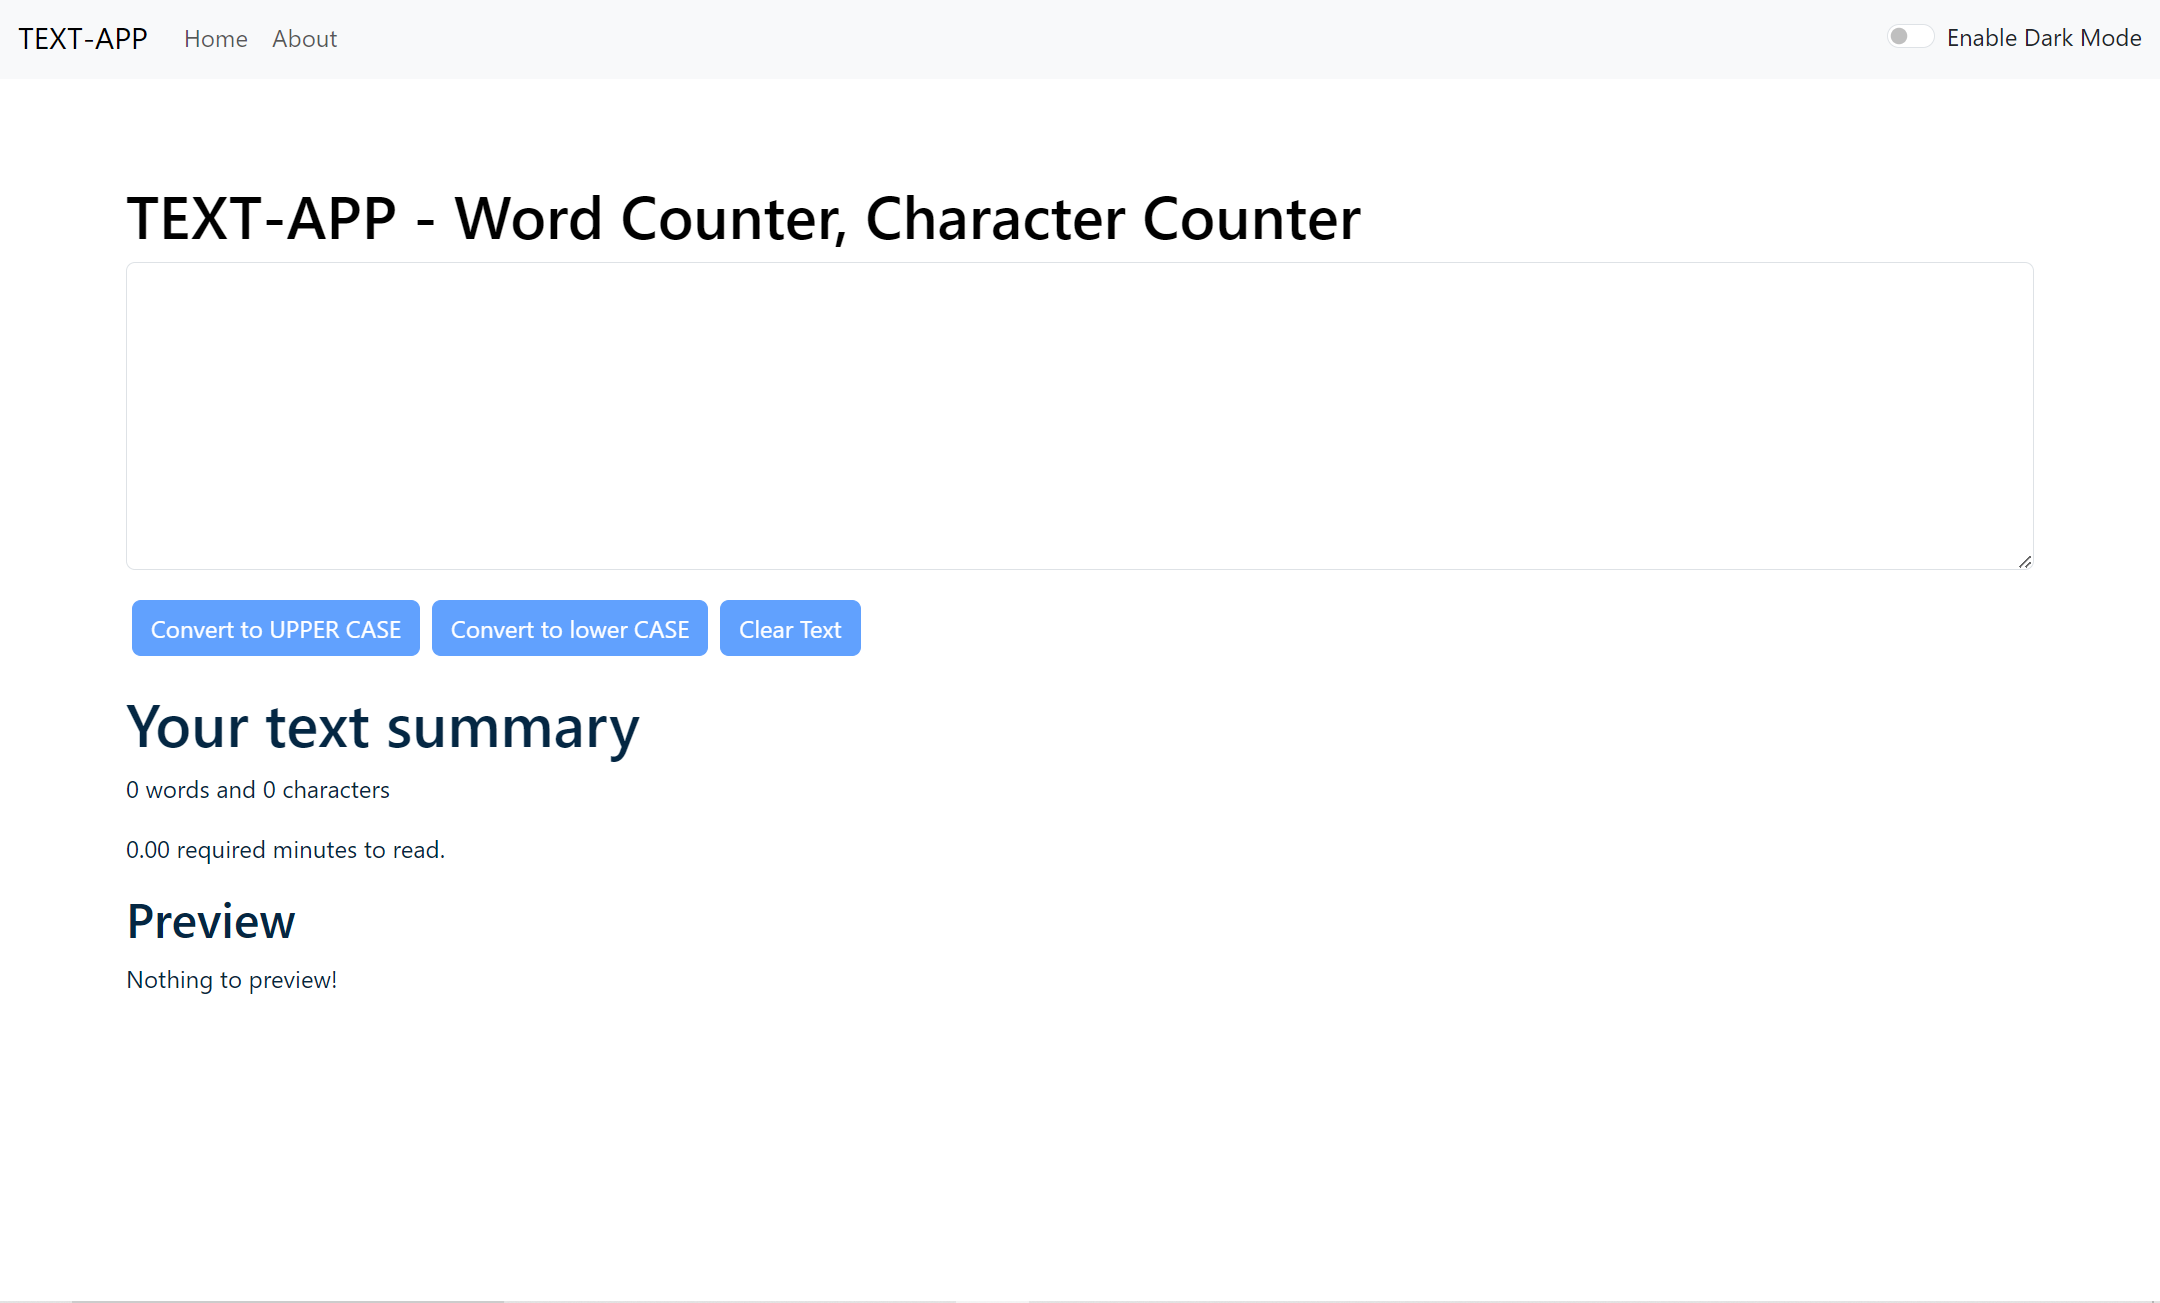 TEXT-APP Home About Enable Dark Mode
TEXT-APP - Word Counter, Character Counter
Convert to UPPER CASE Convert to lower CASE Clear Text
Your text summary
0 words and 0 characters
0.00 required minutes to read.
Preview
Nothing to preview!